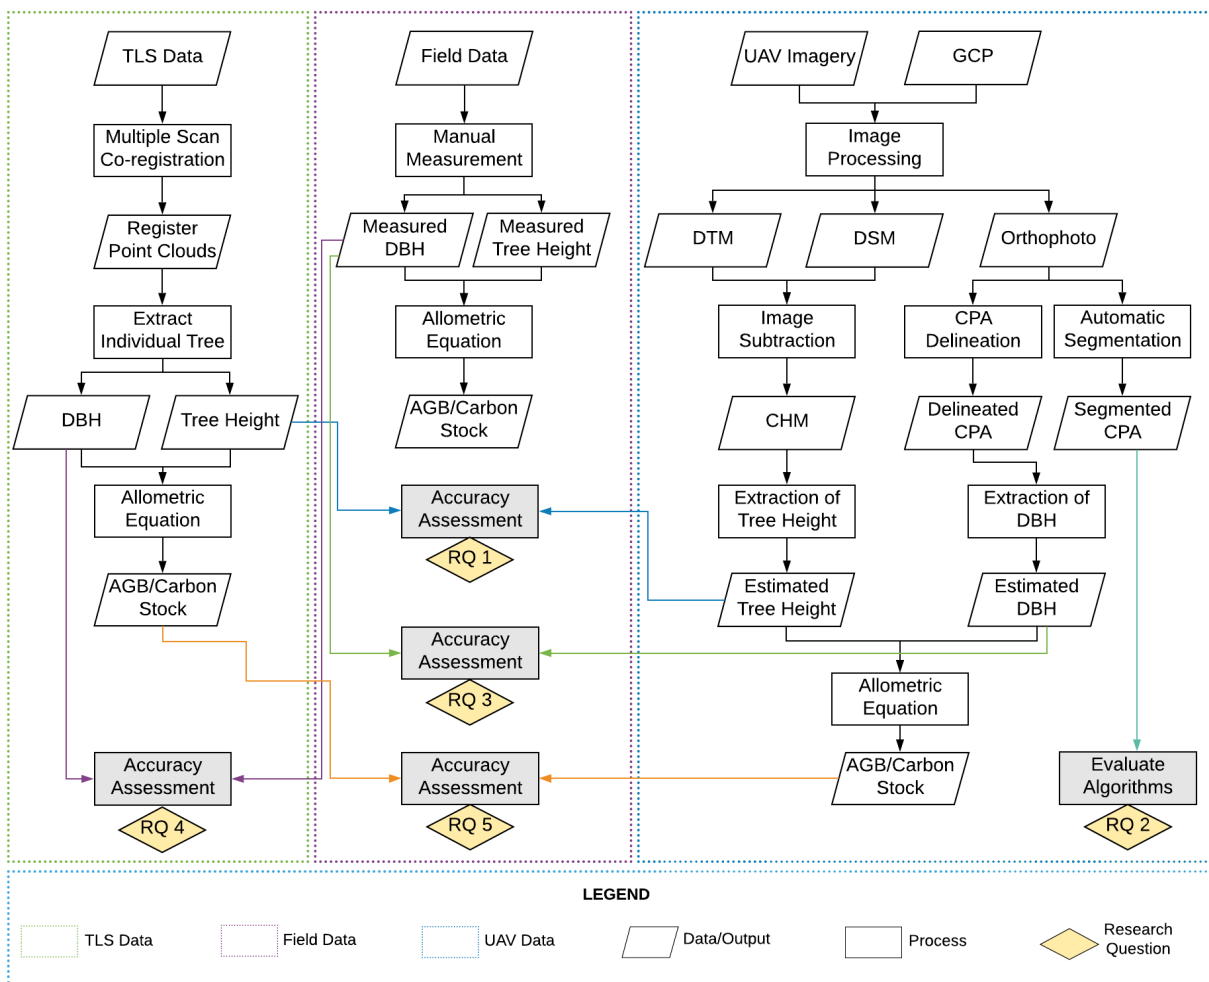 TLS Data
Multiple Scan
Co-registration
Register
Point Clouds
Extract
Individual Tree
DBH
Tree Height
Allometric
Equation
AGB/Carbon
Stock
Accuracy
Assessment
RQ 4
Field Data
Manual
Measurement
Measured
DBH
Measured
Tree Height
Allometric
Equation
AGB/Carbon
Stock
Accuracy
Assessment
RQ 1
Accuracy
Assessment
RQ 3
Accuracy
Assessment
RQ 5
UAV Imagery
GCP
Image
Processing
DTM
DSM
Orthophoto
Image
Subtraction
CPA
Delineation
Automatic
Segmentation
CHM
Delineated
CPA
Segmented
CPA
Extraction of
Tree Height
Extraction of
DBH
Estimated
Tree Height
Estimated
DBH
Allometric
Equation
AGB/Carbon
Stock
Evaluate
Algorithms
RQ 2
LEGEND
TLS Data
Field Data
UAV Data
Data/Output
Process
Research
Question